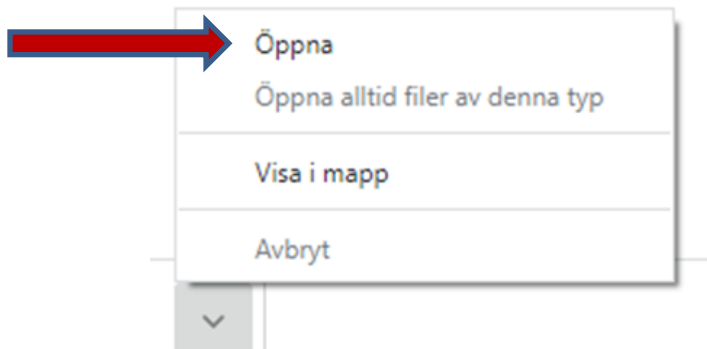 Öppna
Öppna alltid filer av denna typ
Visa i mapp
Avbryt